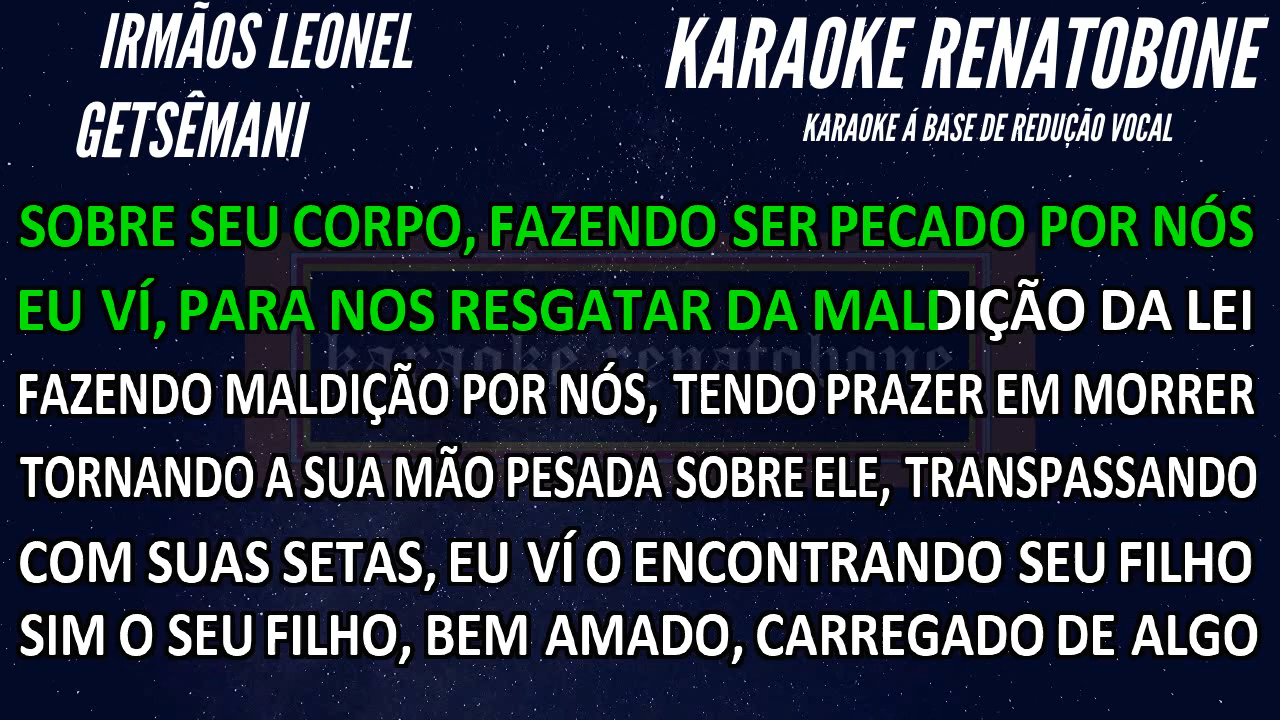 IRMÃOS LEONEL
GETSÊMANI
KARAOKE RENATOBONE
KARAOKE Á BASE DE REDUÇÃO VOCAL
SOBRE SEU CORPO, FAZENDO SER PECADO POR NÓS
EU VÍ, PARA NOS RESGATAR DA MALDIÇÃO DA LEI
karaoke renatobone
FAZENDO MALDIÇÃO POR NÓS, TENDO PRAZER EM MORRER
TORNANDO A SUA MÃO PESADA SOBRE ELE, TRANSPASSANDO
COM SUAS SETAS, EU VÍ O ENCONTRANDO SEU FILHO
SIM O SEU FILHO, BEM AMADO, CARREGADO DE ALGO